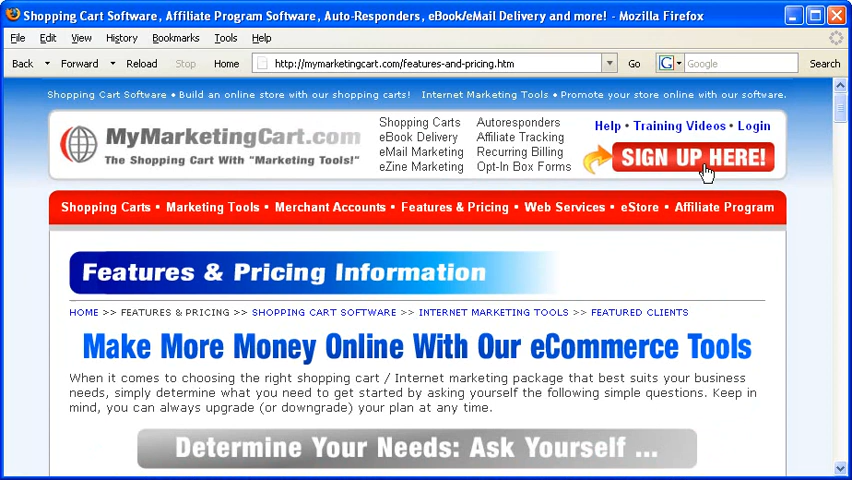 Shopping Cart Software, Affiliate Program Software, Auto-Responders, eBook/eMail Delivery and more! - Mozilla Firefox
File Edit View History Bookmarks Tools Help
Back Forward Reload Stop Home http://mymarketingcart.com/features-and-pricing.htm Go G Google Search
Shopping Cart Software • Build an online store with our shopping carts! Internet Marketing Tools • Promote your store online with our software.
MyMarketingCart.com
The Shopping Cart With "Marketing Tools!"
Shopping Carts Autoresponders
eBook Delivery Affiliate Tracking
eMail Marketing Recurring Billing
eZine Marketing Opt-In Box Forms
Help • Training Videos • Login
SIGN UP HERE!
Shopping Carts • Marketing Tools • Merchant Accounts • Features & Pricing • Web Services • eStore • Affiliate Program
Features & Pricing Information
HOME >> FEATURES & PRICING >> SHOPPING CART SOFTWARE >> INTERNET MARKETING TOOLS >> FEATURED CLIENTS
Make More Money Online With Our eCommerce Tools
When it comes to choosing the right shopping cart / Internet marketing package that best suits your business
needs, simply determine what you need to get started by asking yourself the following simple questions. Keep in
mind, you can always upgrade (or downgrade) your plan at any time.
Determine Your Needs: Ask Yourself ...